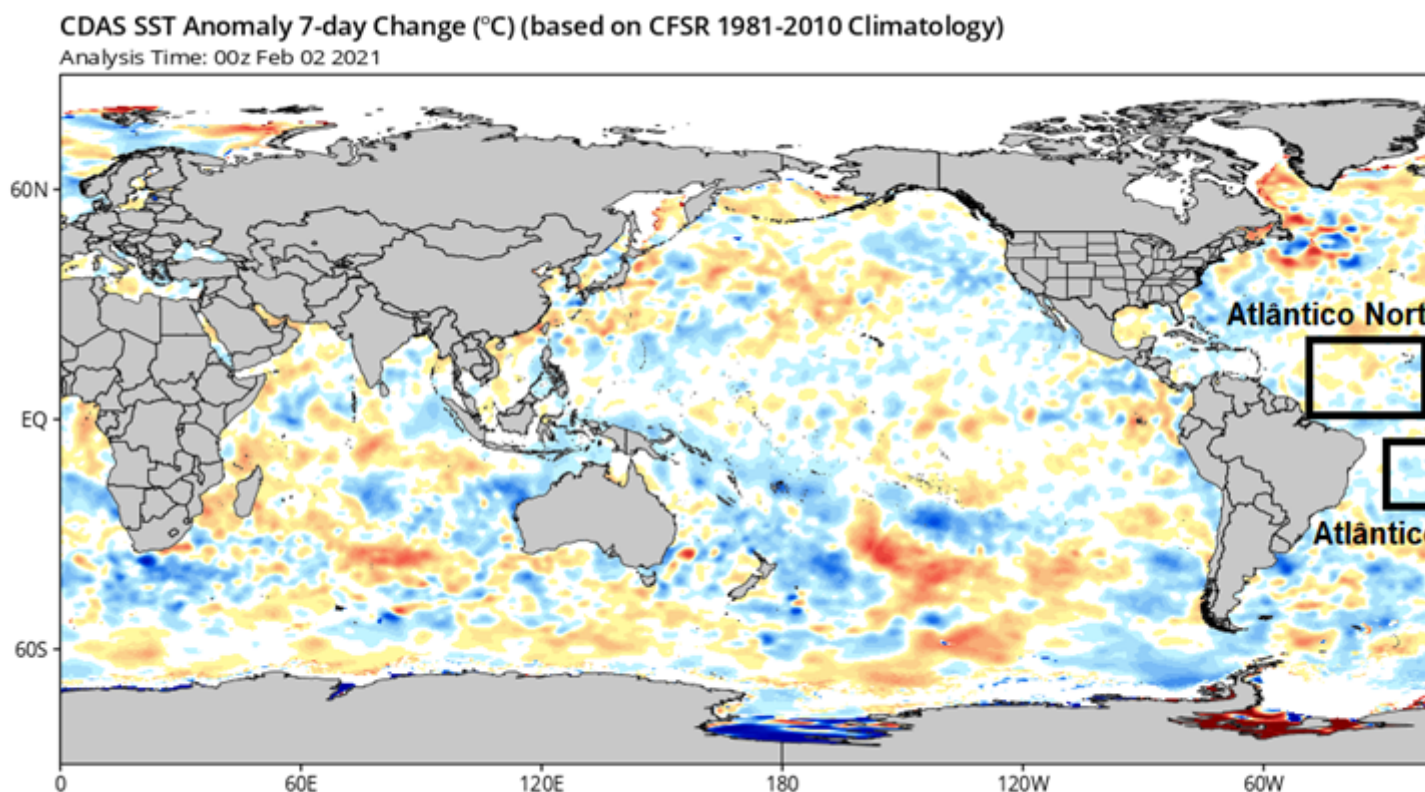 CDAS SST Anomaly 7-day Change (°C) (based on CFSR 1981-2010 Climatology)
Analysis Time: 00z Feb 02 2021
60N
Atlântico Nort
EQ
Atlântico
60S
0 60E 120E 180 120W 60W